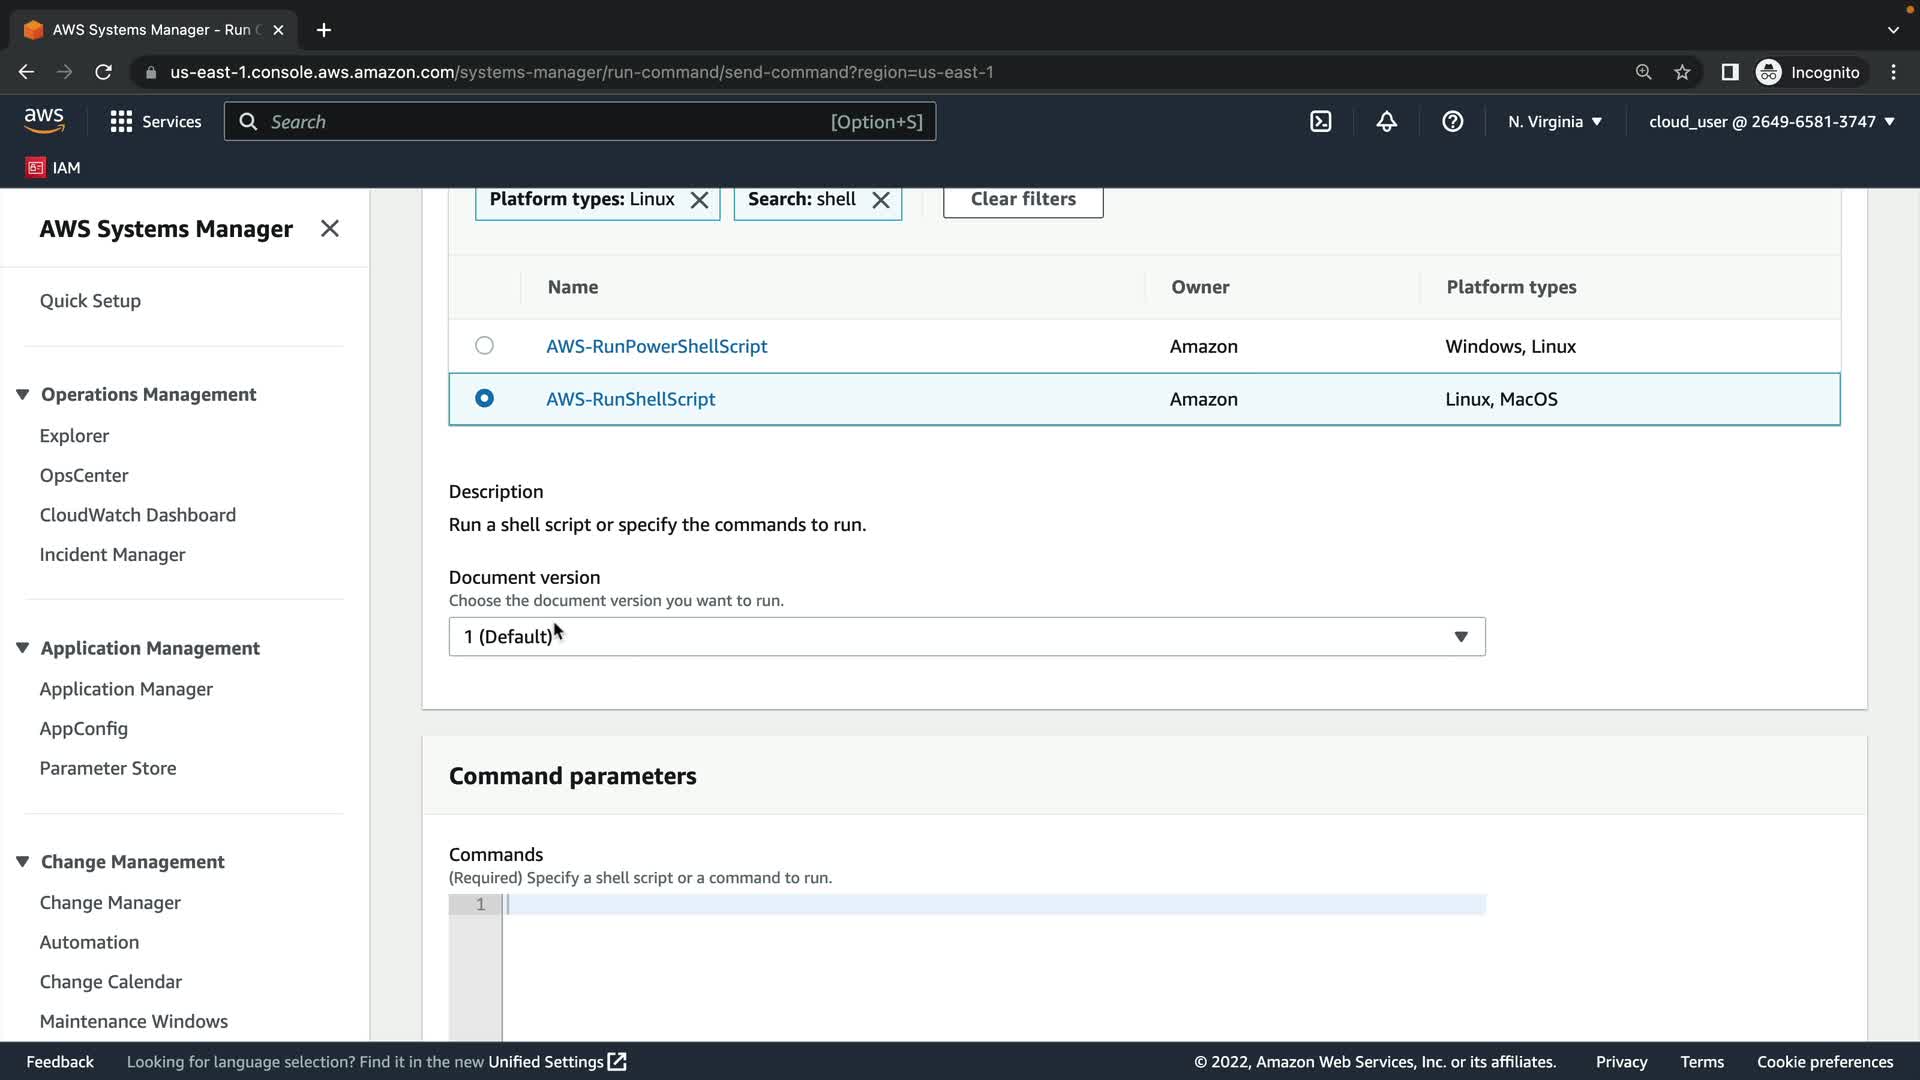 AWS Systems Manager - Run
us-east-1.console.aws.amazon.com/systems-manager/run-command/send-command?region=us-east-1
Incognito
aws
Services
Search
[Option+S]
N. Virginia
cloud_user @ 2649-6581-3747
IAM
AWS Systems Manager
Quick Setup
Operations Management
Explorer
OpsCenter
CloudWatch Dashboard
Incident Manager
Application Management
Application Manager
AppConfig
Parameter Store
Change Management
Change Manager
Automation
Change Calendar
Maintenance Windows
Platform types: Linux
Search: shell
Clear filters
Name Owner Platform types
AWS-RunPowerShellScript Amazon Windows, Linux
AWS-RunShellScript Amazon Linux, MacOS
Description
Run a shell script or specify the commands to run.
Document version
Choose the document version you want to run.
1 (Default)
Command parameters
Commands
(Required) Specify a shell script or a command to run.
1
Feedback
Looking for language selection? Find it in the new Unified Settings
© 2022, Amazon Web Services, Inc. or its affiliates.
Privacy
Terms
Cookie preferences